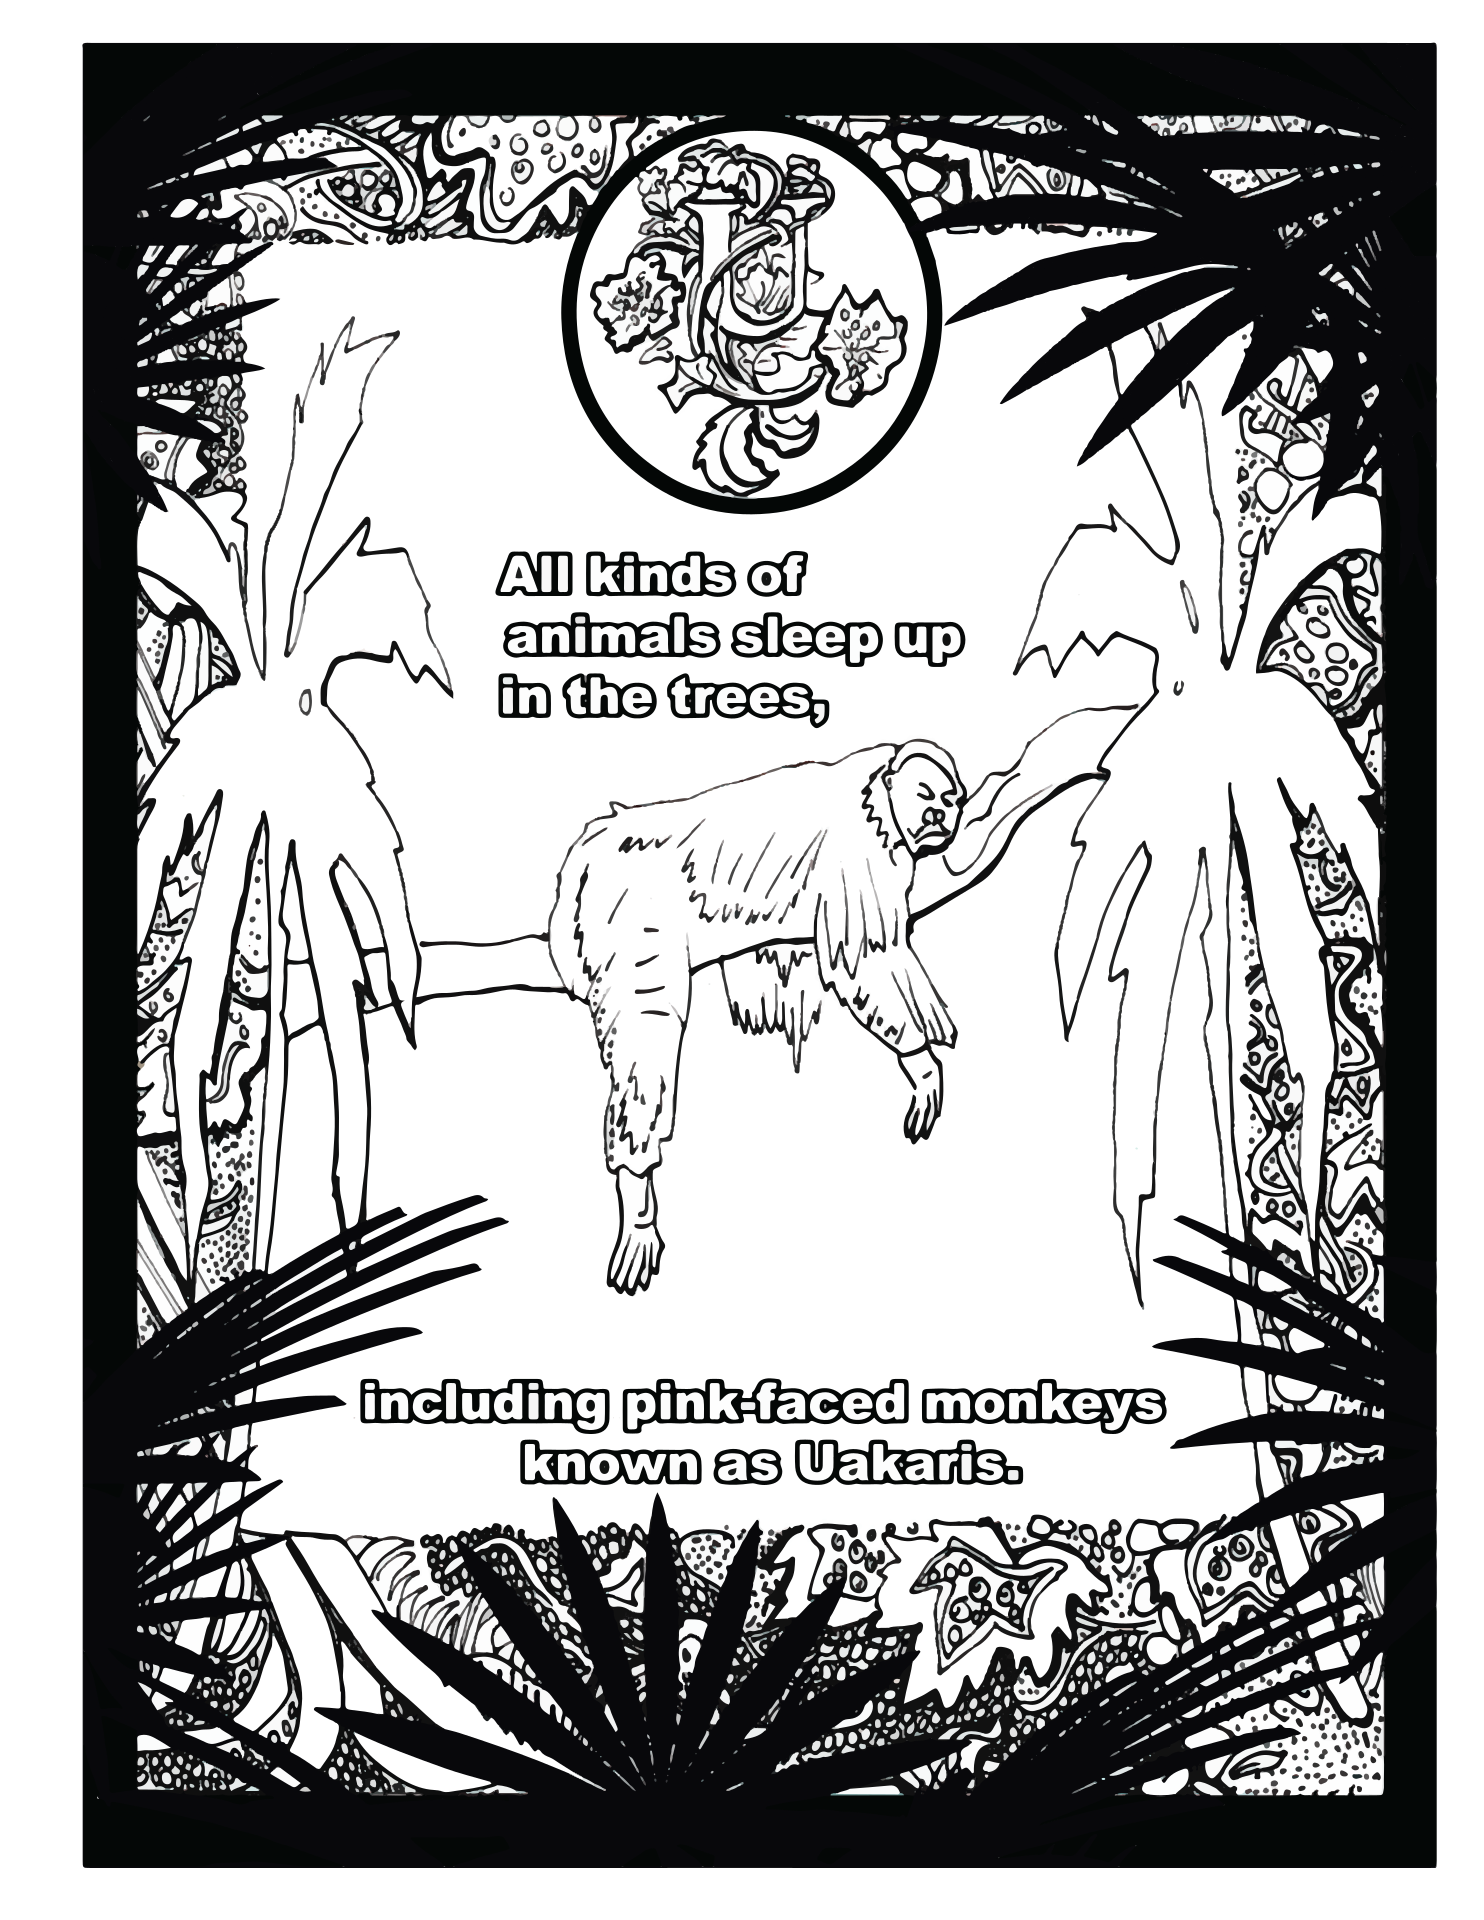 U
All kinds of
animals sleep up
in the trees,
including pink-faced monkeys
known as Uakaris.